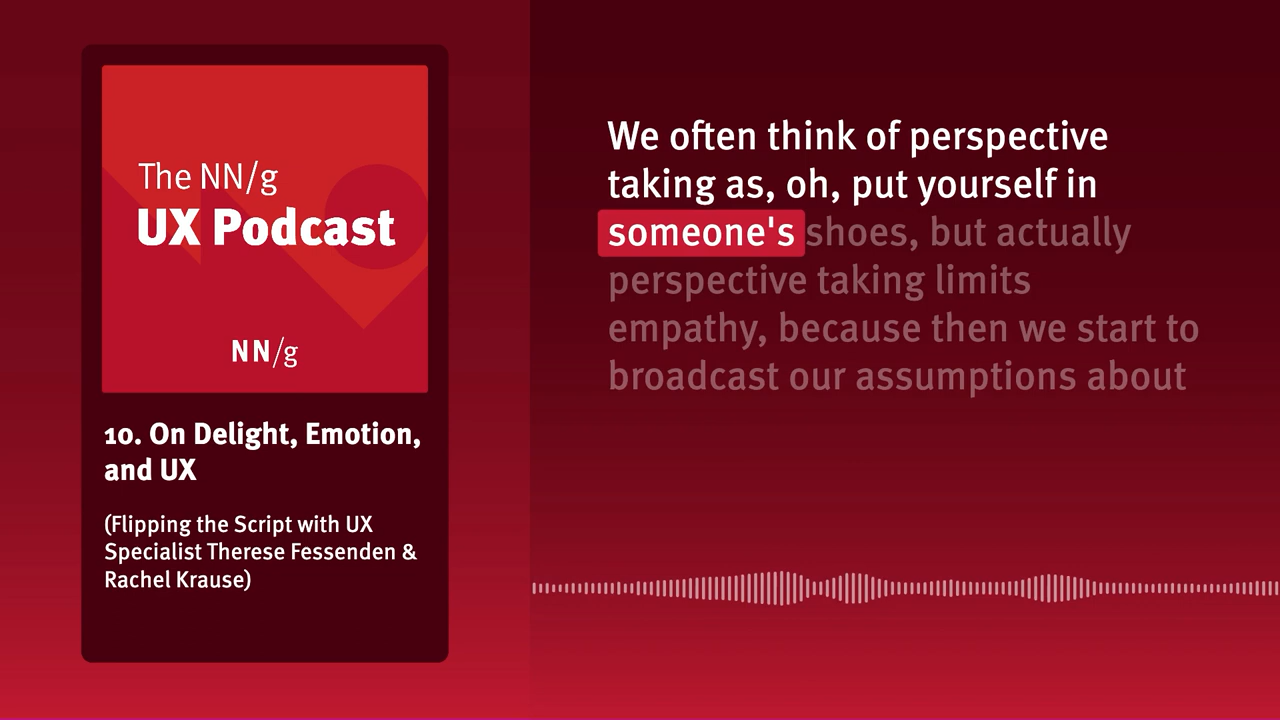 The NN/g
UX Podcast
NN/g
10. On Delight, Emotion,
and UX
(Flipping the Script with UX
Specialist Therese Fessenden &
Rachel Krause)
We often think of perspective
taking as, oh, put yourself in
someone's shoes, but actually
perspective taking limits
empathy, because then we start to
broadcast our assumptions about